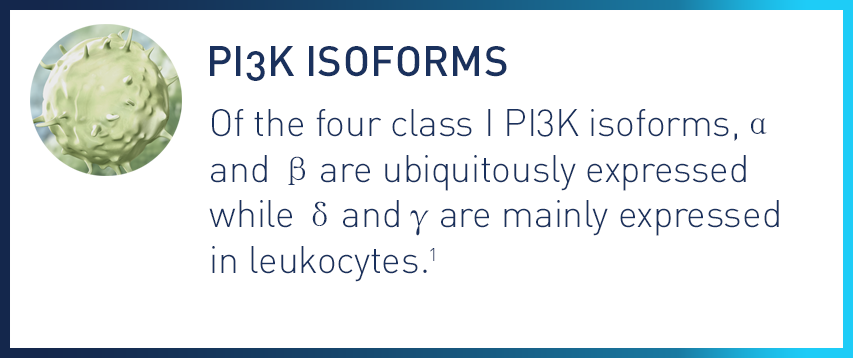 PI3K ISOFORMS
Of the four class I PI3K isoforms, α
and β are ubiquitously expressed
while δ and γ are mainly expressed
in leukocytes.¹